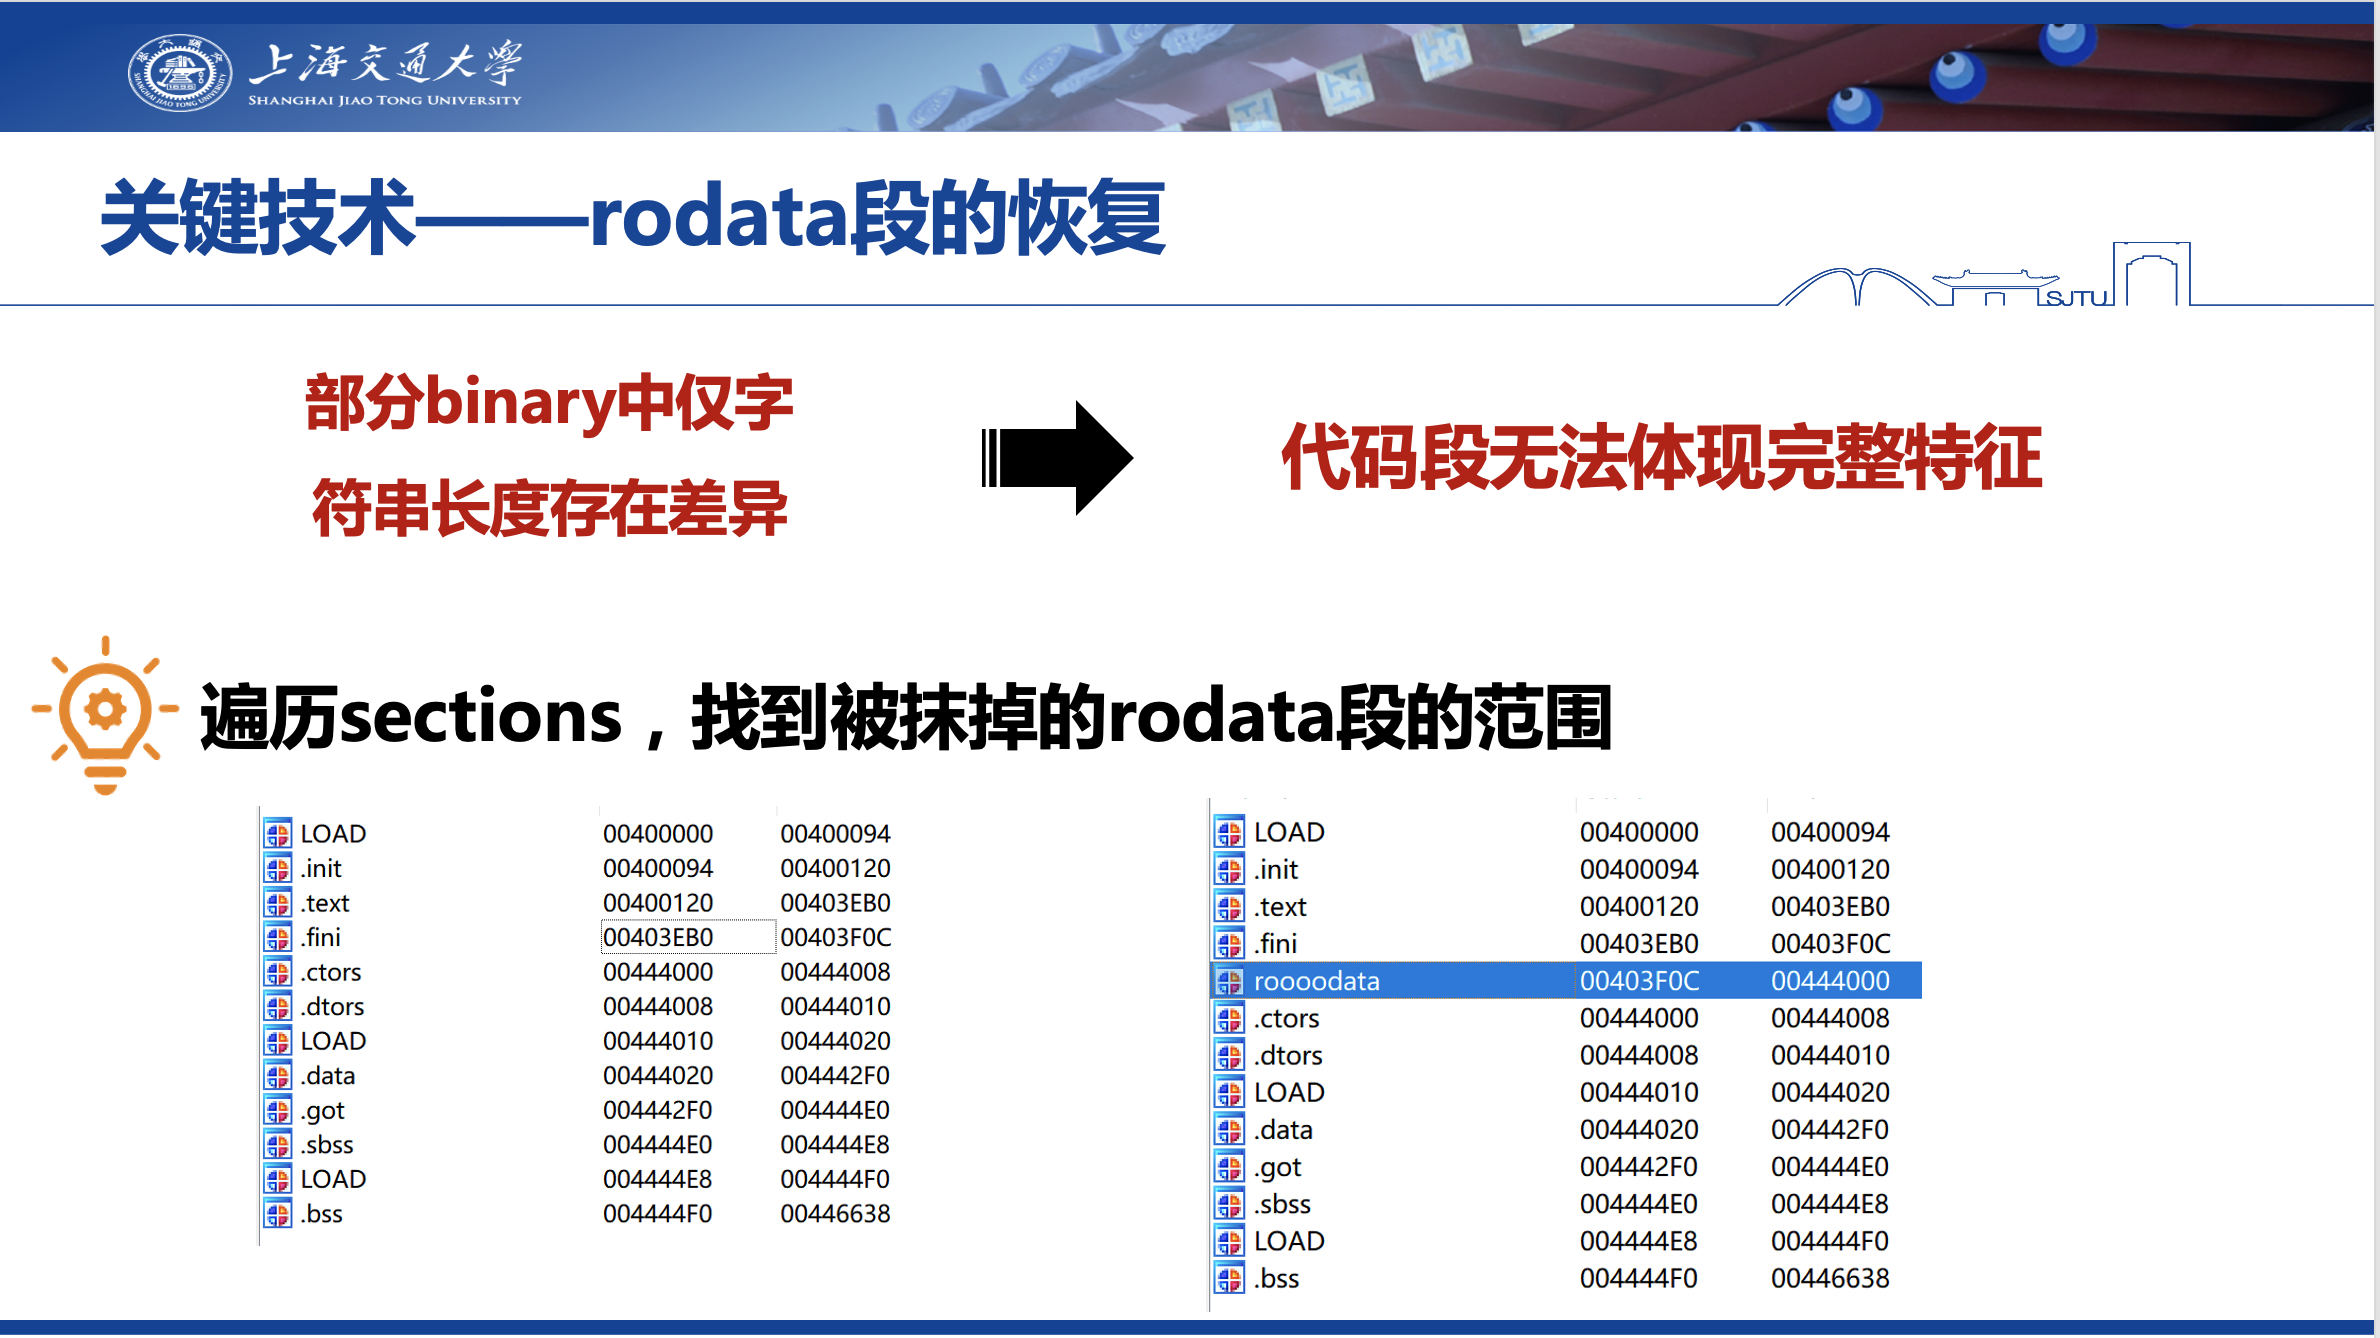 上海交通大学
SHANGHAI JIAO TONG UNIVERSITY
关键技术——rodata段的恢复
SJTU
部分binary中仅字
符串长度存在差异
代码段无法体现完整特征
遍历sections，找到被抹掉的rodata段的范围
LOAD 00400000 00400094
.init 00400094 00400120
.text 00400120 00403EB0
.fini 00403EB0 00403F0C
.ctors 00444000 00444008
.dtors 00444008 00444010
LOAD 00444010 00444020
.data 00444020 004442F0
.got 004442F0 004444E0
.sbss 004444E0 004444E8
LOAD 004444E8 004444F0
.bss 004444F0 00446638
LOAD 00400000 00400094
.init 00400094 00400120
.text 00400120 00403EB0
.fini 00403EB0 00403F0C
roooodata 00403F0C 00444000
.ctors 00444000 00444008
.dtors 00444008 00444010
LOAD 00444010 00444020
.data 00444020 004442F0
.got 004442F0 004444E0
.sbss 004444E0 004444E8
LOAD 004444E8 004444F0
.bss 004444F0 00446638